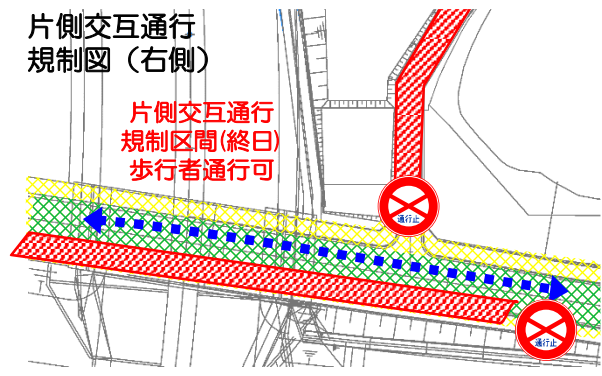 片側交互通行
規制図（右側）
片側交互通行
規制区間(終日)
歩行者通行可
通行止
通行止